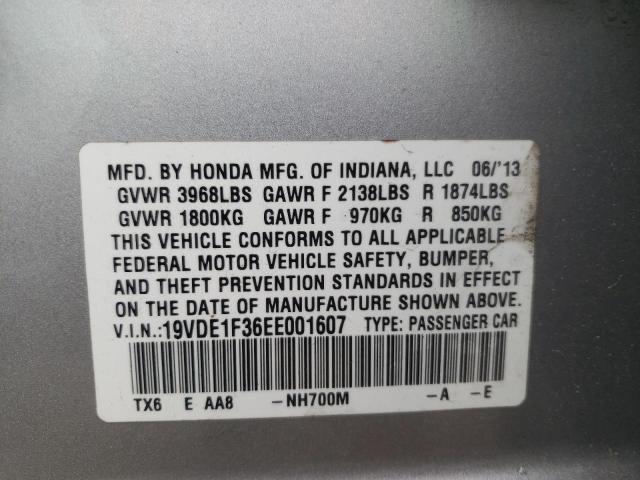 MFD. BY HONDA MFG. OF INDIANA, LLC 06/'13
GVWR 3968LBS GAWR F 2138LBS R 1874LBS
GVWR 1800KG GAWR F 970KG R 850KG
THIS VEHICLE CONFORMS TO ALL APPLICABLE
FEDERAL MOTOR VEHICLE SAFETY, BUMPER,
AND THEFT PREVENTION STANDARDS IN EFFECT
ON THE DATE OF MANUFACTURE SHOWN ABOVE.
V.I.N.:19VDE1F36EE001607 TYPE: PASSENGER CAR
TX6 E AA8 -NH700M -A -E